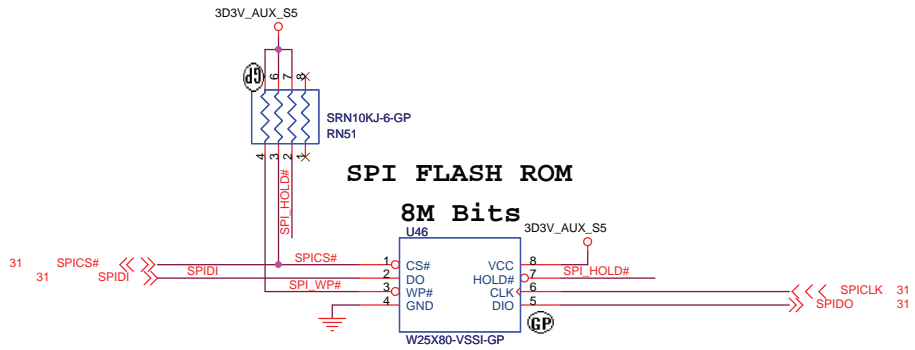 3D3V_AUX_S5
GP
5 6 7 8
SRN10KJ-6-GP
RN51
4 3 2 1
SPI_HOLD#
SPI FLASH ROM
8M Bits
U46
3D3V_AUX_S5
31 SPICS# SPICS# 1 CS# VCC 8
31 SPIDI SPIDI 2 DO HOLD# 7 SPI_HOLD#
SPI_WP# 3 WP# CLK 6 SPICLK 31
4 GND DIO 5 SPIDO 31
GP
W25X80-VSSI-GP